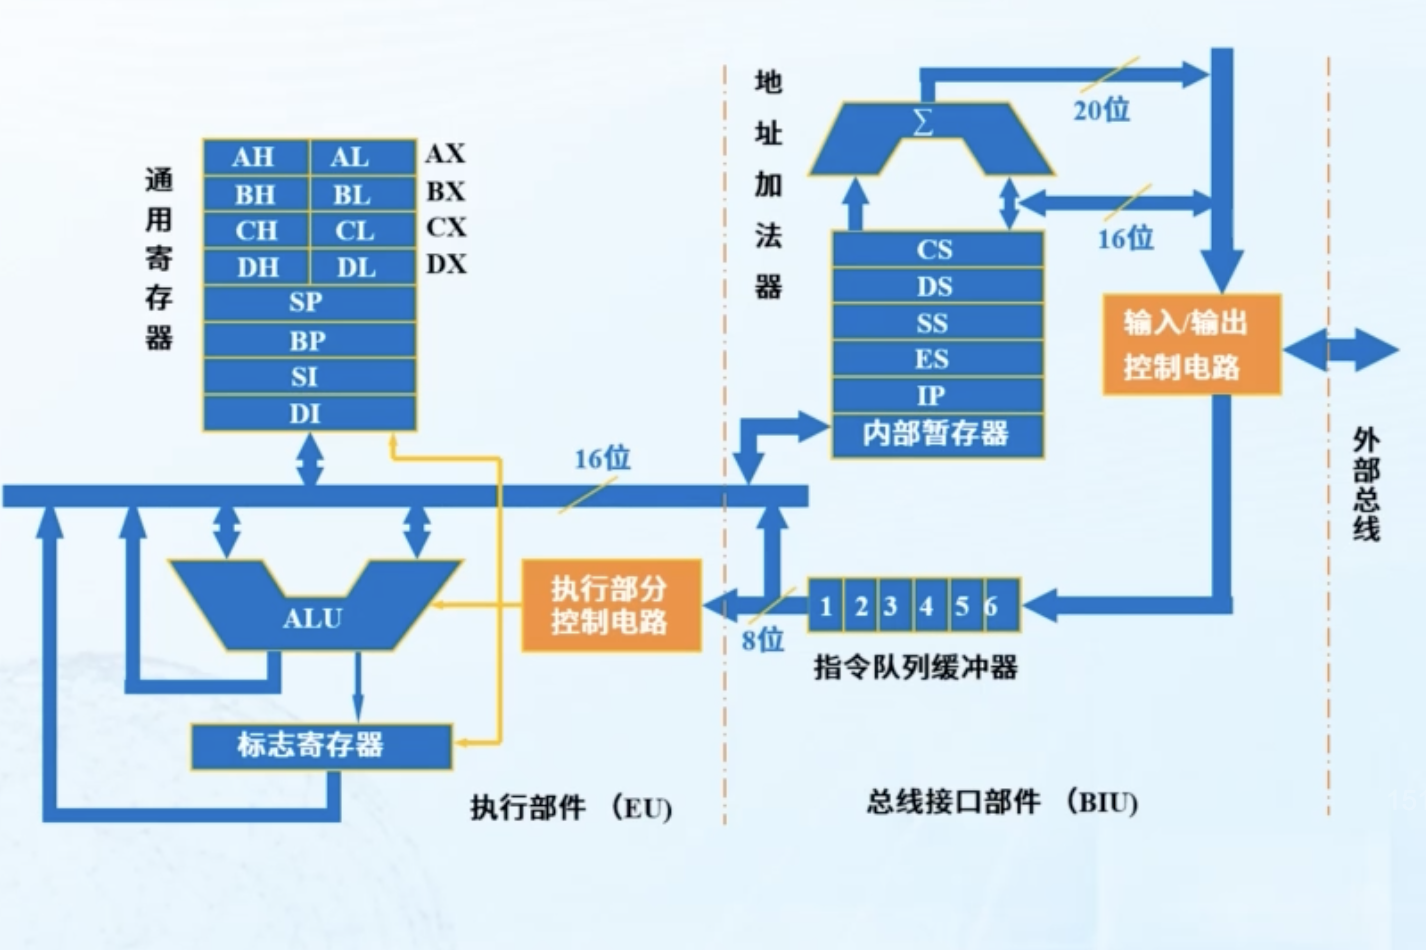 通用寄存器
AH AL AX
BH BL BX
CH CL CX
DH DL DX
SP
BP
SI
DI
16位
ALU
标志寄存器
执行部分
控制电路
执行部件 （EU)
地址加法器
∑
20位
16位
CS
DS
SS
ES
IP
内部暂存器
输入/输出
控制电路
8位
1 2 3 4 5 6
指令队列缓冲器
总线接口部件 （BIU)
外部总线